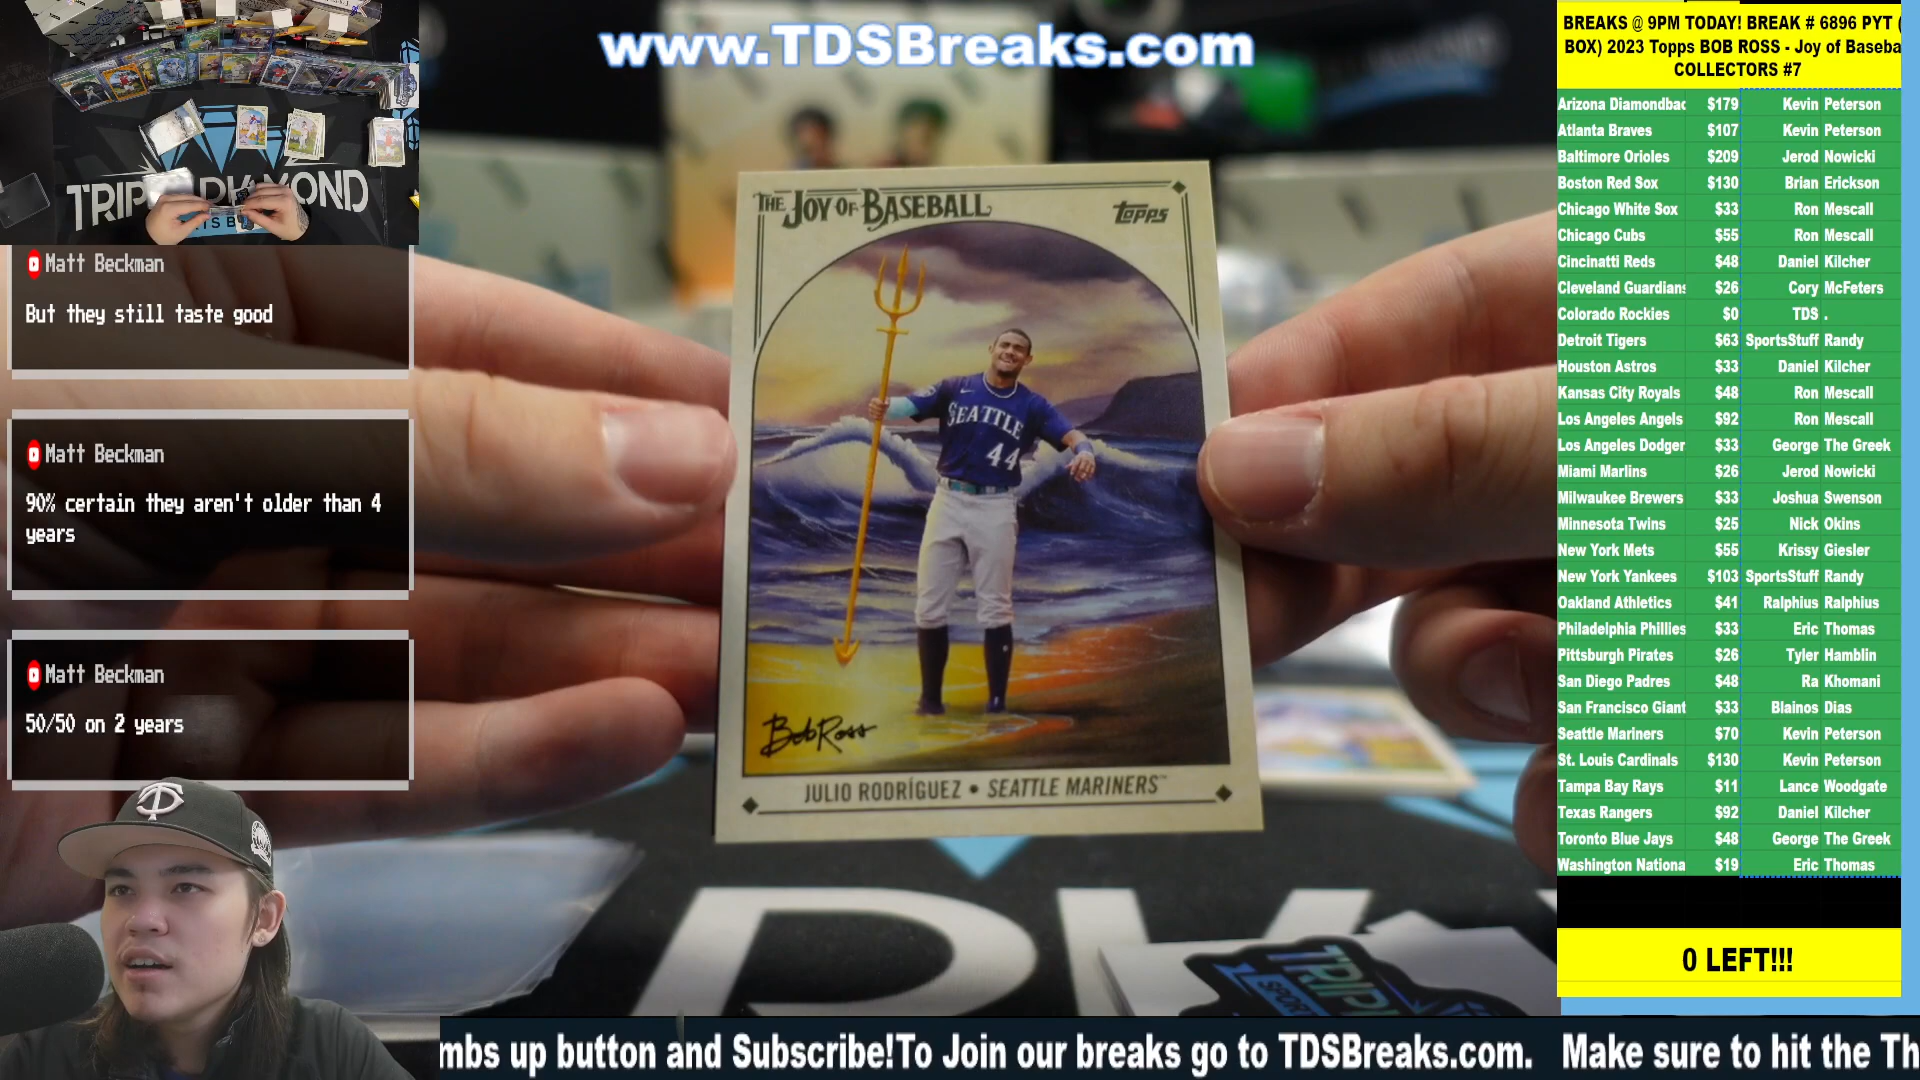 www.TDSBreaks.com
BREAKS @ 9PM TODAY! BREAK # 6896 PYT (
BOX) 2023 Topps BOB ROSS - Joy of Baseba
COLLECTORS #7
Arizona Diamondbac $179 Kevin Peterson
Atlanta Braves $107 Kevin Peterson
Baltimore Orioles $209 Jerod Nowicki
Boston Red Sox $130 Brian Erickson
Chicago White Sox $33 Ron Mescall
Chicago Cubs $55 Ron Mescall
Cincinatti Reds $48 Daniel Kilcher
Cleveland Guardians $26 Cory McFeters
Colorado Rockies $0 TDS .
Detroit Tigers $63 SportsStuff Randy
Houston Astros $33 Daniel Kilcher
Kansas City Royals $48 Ron Mescall
Los Angeles Angels $92 Ron Mescall
Los Angeles Dodger $33 George The Greek
Miami Marlins $26 Jerod Nowicki
Milwaukee Brewers $33 Joshua Swenson
Minnesota Twins $25 Nick Okins
New York Mets $55 Krissy Giesler
New York Yankees $103 SportsStuff Randy
Oakland Athletics $41 Ralphius Ralphius
Philadelphia Phillies $33 Eric Thomas
Pittsburgh Pirates $26 Tyler Hamblin
San Diego Padres $48 Ra Khomani
San Francisco Giant $33 Blainos Dias
Seattle Mariners $70 Kevin Peterson
St. Louis Cardinals $130 Kevin Peterson
Tampa Bay Rays $11 Lance Woodgate
Texas Rangers $92 Daniel Kilcher
Toronto Blue Jays $48 George The Greek
Washington Nationa $19 Eric Thomas
0 LEFT!!!
Matt Beckman
But they still taste good
Matt Beckman
90% certain they aren't older than 4
years
Matt Beckman
50/50 on 2 years
THE JOY OF BASEBALL
Topps
SEATTLE
44
Bob Ross
JULIO RODRÍGUEZ • SEATTLE MARINERS™
TC
mbs up button and Subscribe!To Join our breaks go to TDSBreaks.com. Make sure to hit the Th